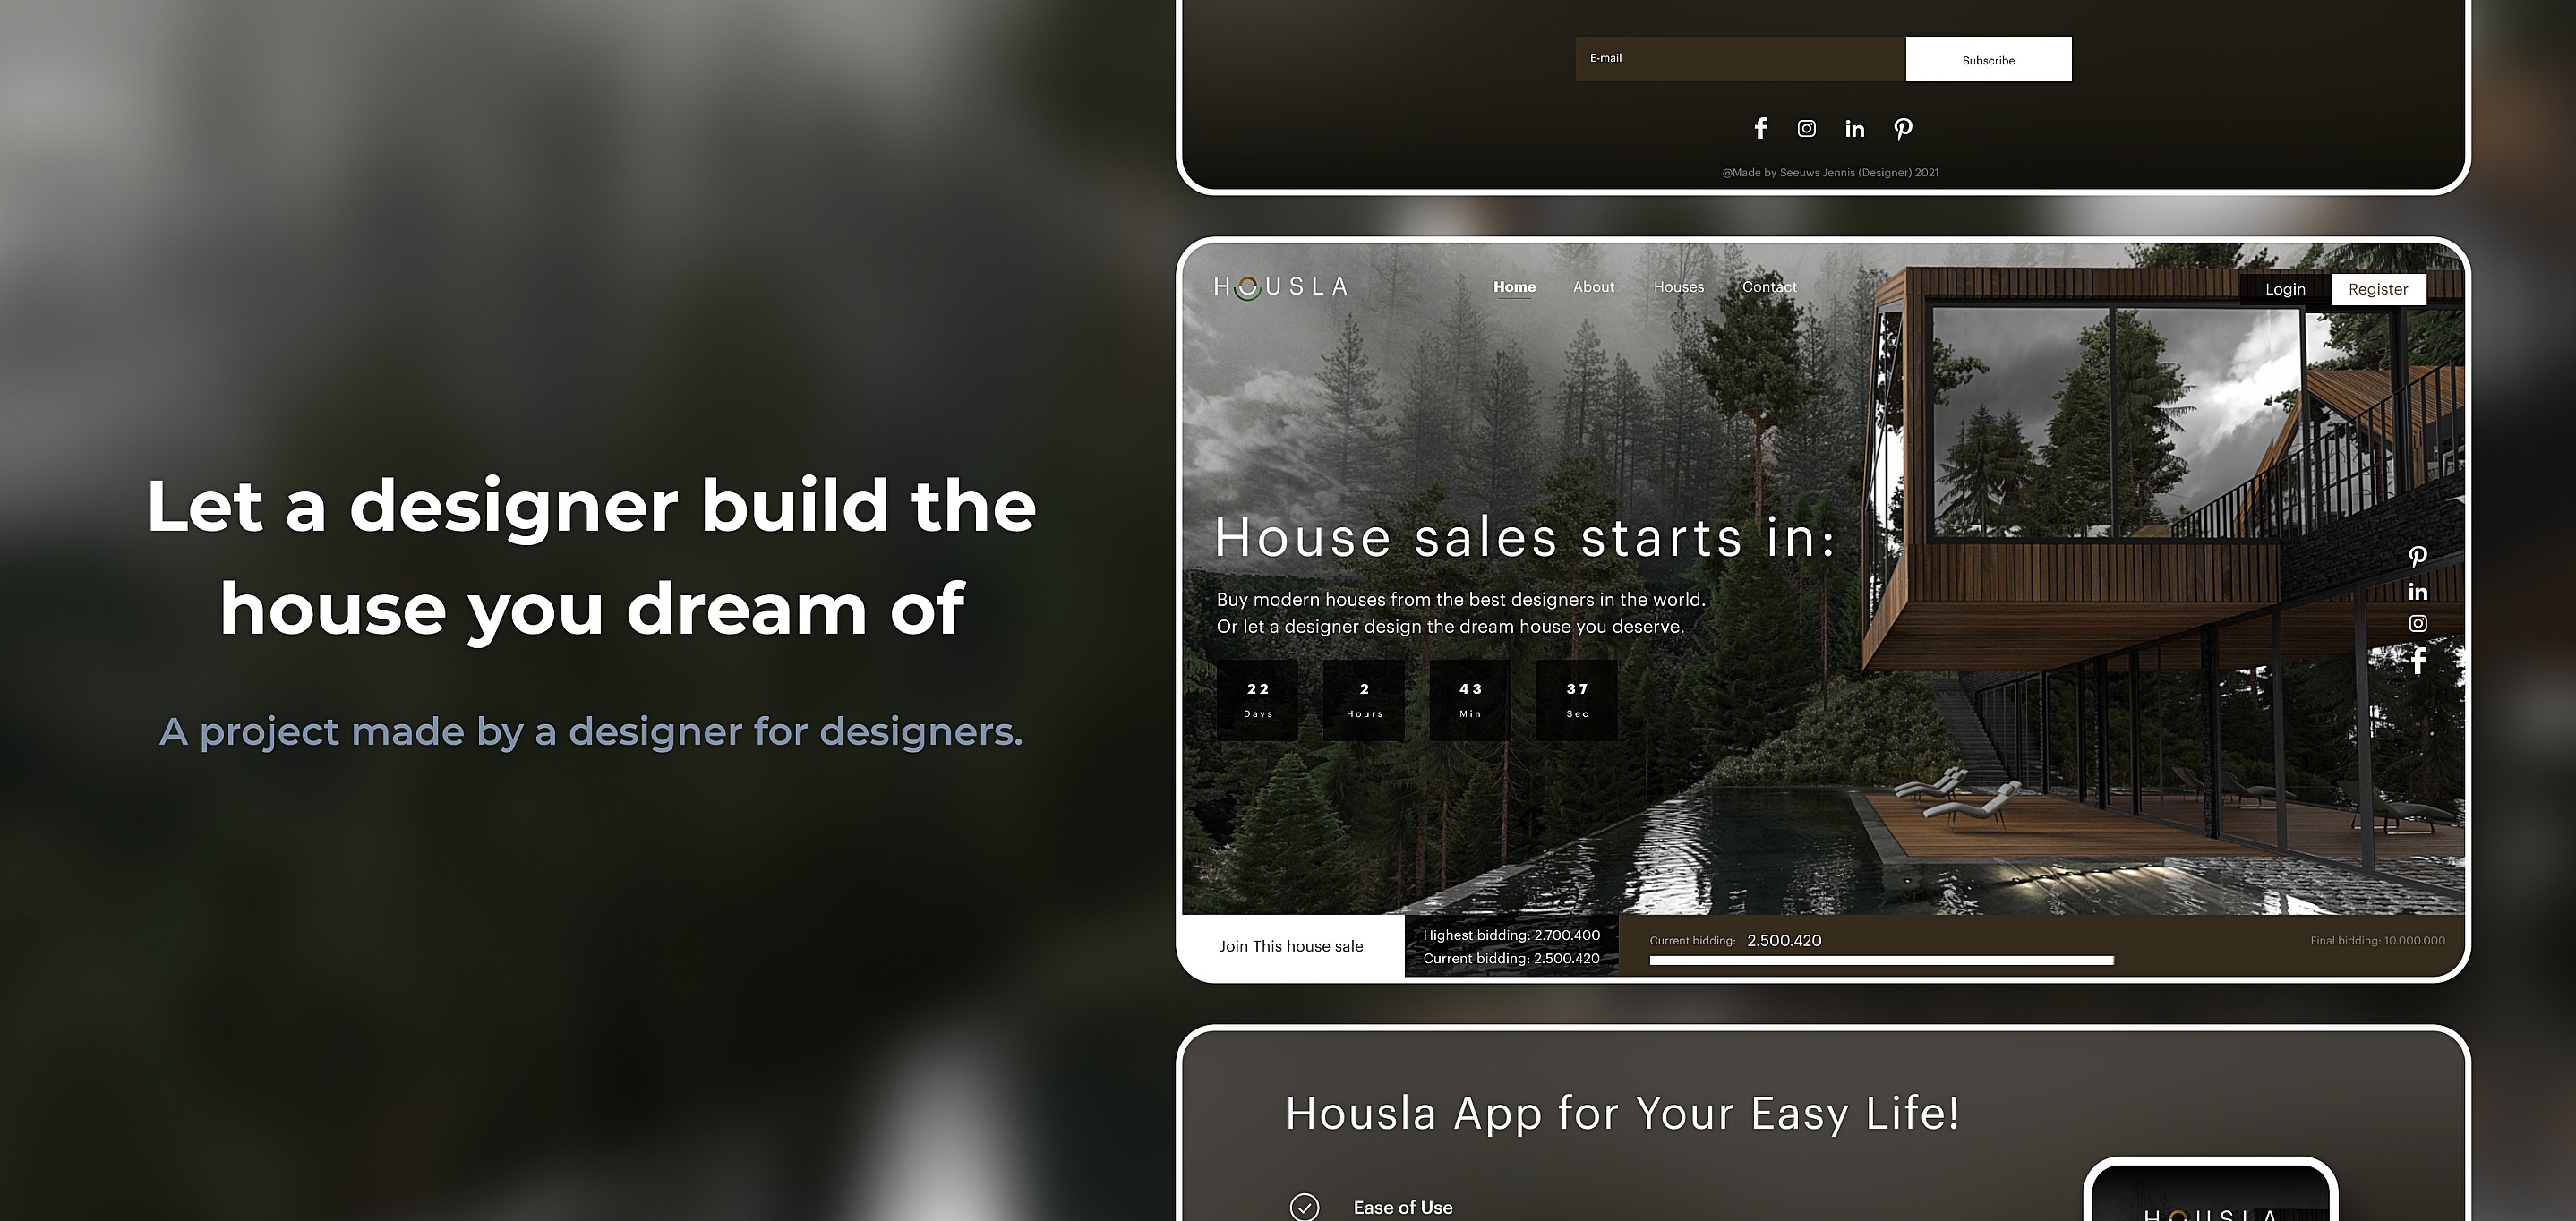 Let a designer build the
house you dream of
A project made by a designer for designers.
E-mail
Subscribe
@Made by Seeuws Jennis (Designer) 2021
HOUSLA
Home About Houses Contact
Login Register
House sales starts in:
Buy modern houses from the best designers in the world.
Or let a designer design the dream house you deserve.
22 2 43 37
Days Hours Min Sec
Join This house sale
Highest bidding: 2.700.400
Current bidding: 2.500.420
Current bidding: 2.500.420
Final bidding: 10.000.000
Housla App for Your Easy Life!
Ease of Use
HOUSLA